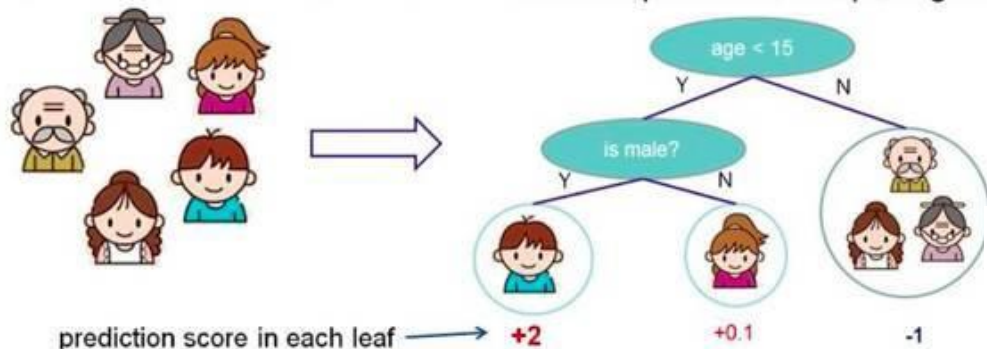 age < 15
Y
N
is male?
Y
N
prediction score in each leaf
+2
+0.1
-1